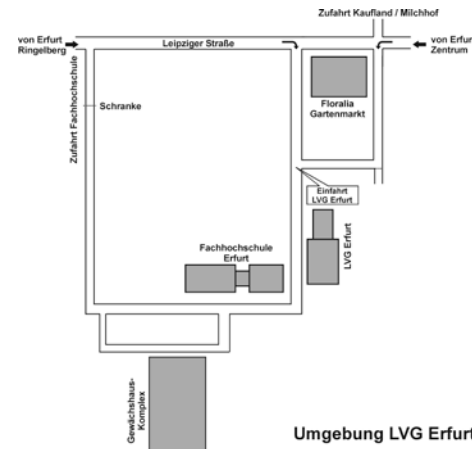 Zufahrt Kaufland / Milchhof
von Erfurt
Ringelberg
Leipziger Straße
von Erfurt
Zentrum
Zufahrt Fachhochschule
Schranke
Floralia
Gartenmarkt
Einfahrt
LVG Erfurt
LVG Erfurt
Fachhochschule
Erfurt
Gewächshaus-
Komplex
Umgebung LVG Erfurt